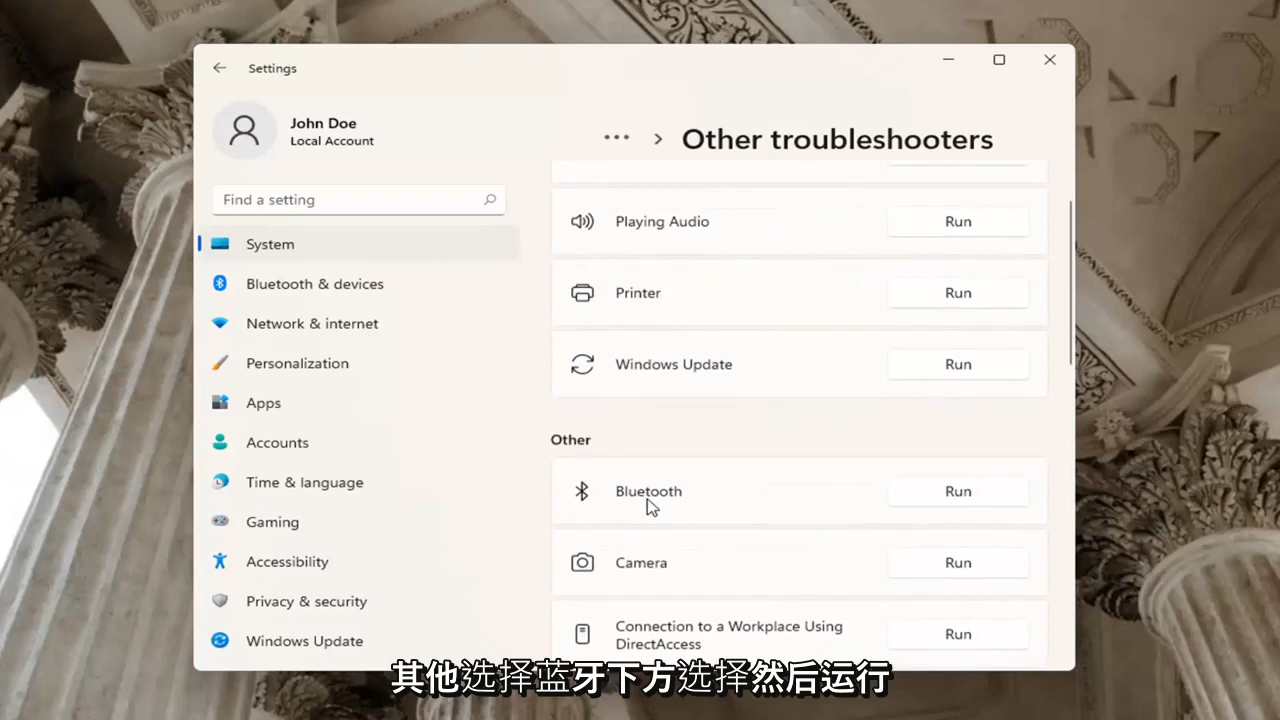 Settings
John Doe
Local Account
Find a setting
System
Bluetooth & devices
Network & internet
Personalization
Apps
Accounts
Time & language
Gaming
Accessibility
Privacy & security
Windows Update
••• > Other troubleshooters
Playing Audio Run
Printer Run
Windows Update Run
Other
Bluetooth Run
Camera Run
Connection to a Workplace Using
DirectAccess Run
其他选择蓝牙下方选择然后运行